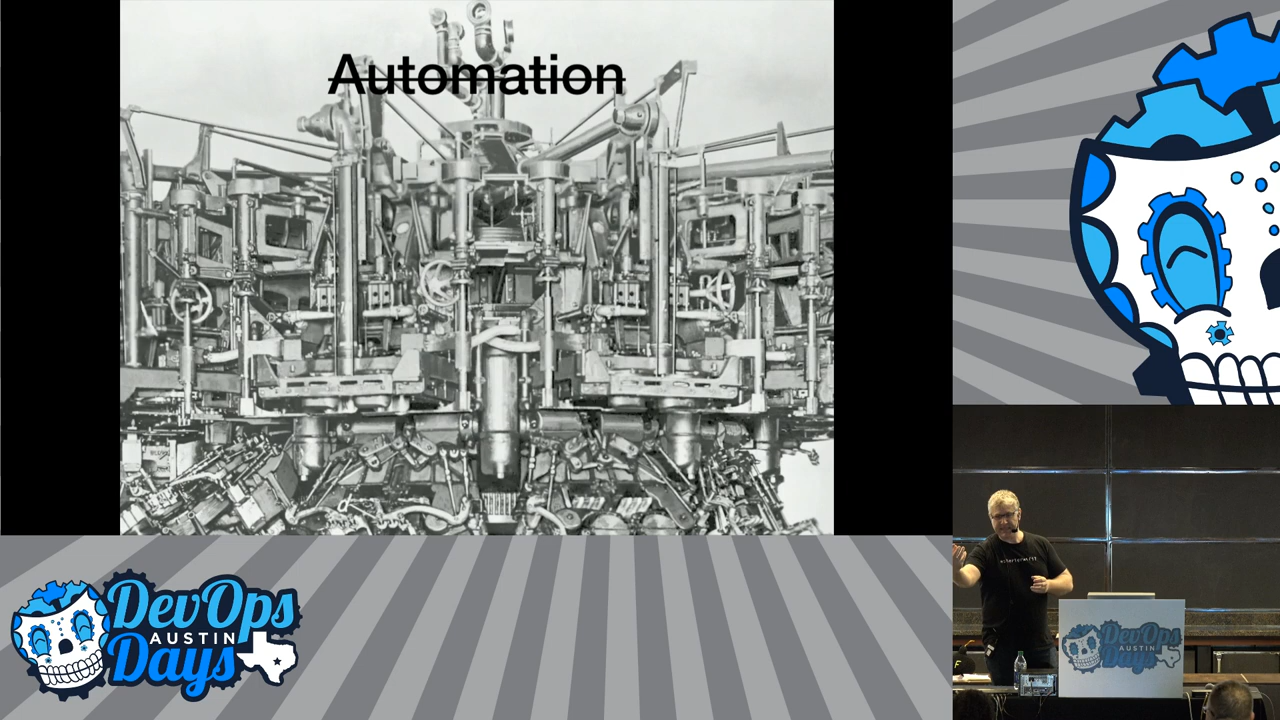 Automation
DevOps
AUSTIN
Days
DevOps
AUSTIN
Days